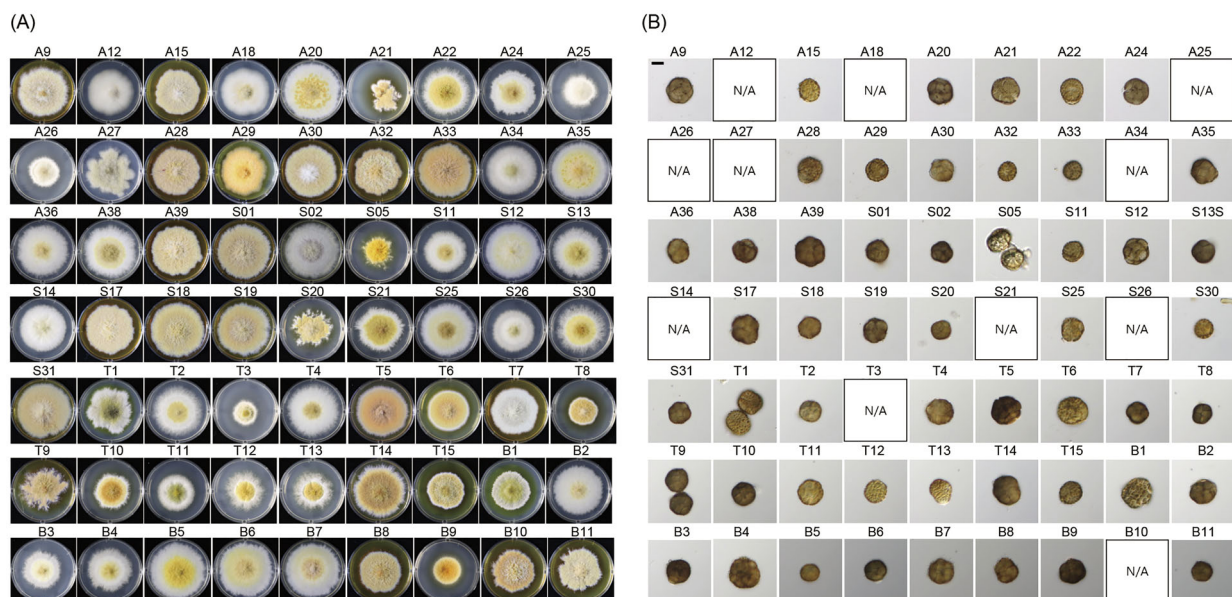 (A)
A9 A12 A15 A18 A20 A21 A22 A24 A25
A26 A27 A28 A29 A30 A32 A33 A34 A35
A36 A38 A39 S01 S02 S05 S11 S12 S13
S14 S17 S18 S19 S20 S21 S25 S26 S30
S31 T1 T2 T3 T4 T5 T6 T7 T8
T9 T10 T11 T12 T13 T14 T15 B1 B2
B3 B4 B5 B6 B7 B8 B9 B10 B11
(B)
A9 A12 A15 A18 A20 A21 A22 A24 A25
N/A N/A N/A
A26 A27 A28 A29 A30 A32 A33 A34 A35
N/A N/A N/A
A36 A38 A39 S01 S02 S05 S11 S12 S13S
S14 S17 S18 S19 S20 S21 S25 S26 S30
N/A N/A N/A
S31 T1 T2 T3 T4 T5 T6 T7 T8
N/A
T9 T10 T11 T12 T13 T14 T15 B1 B2
B3 B4 B5 B6 B7 B8 B9 B10 B11
N/A